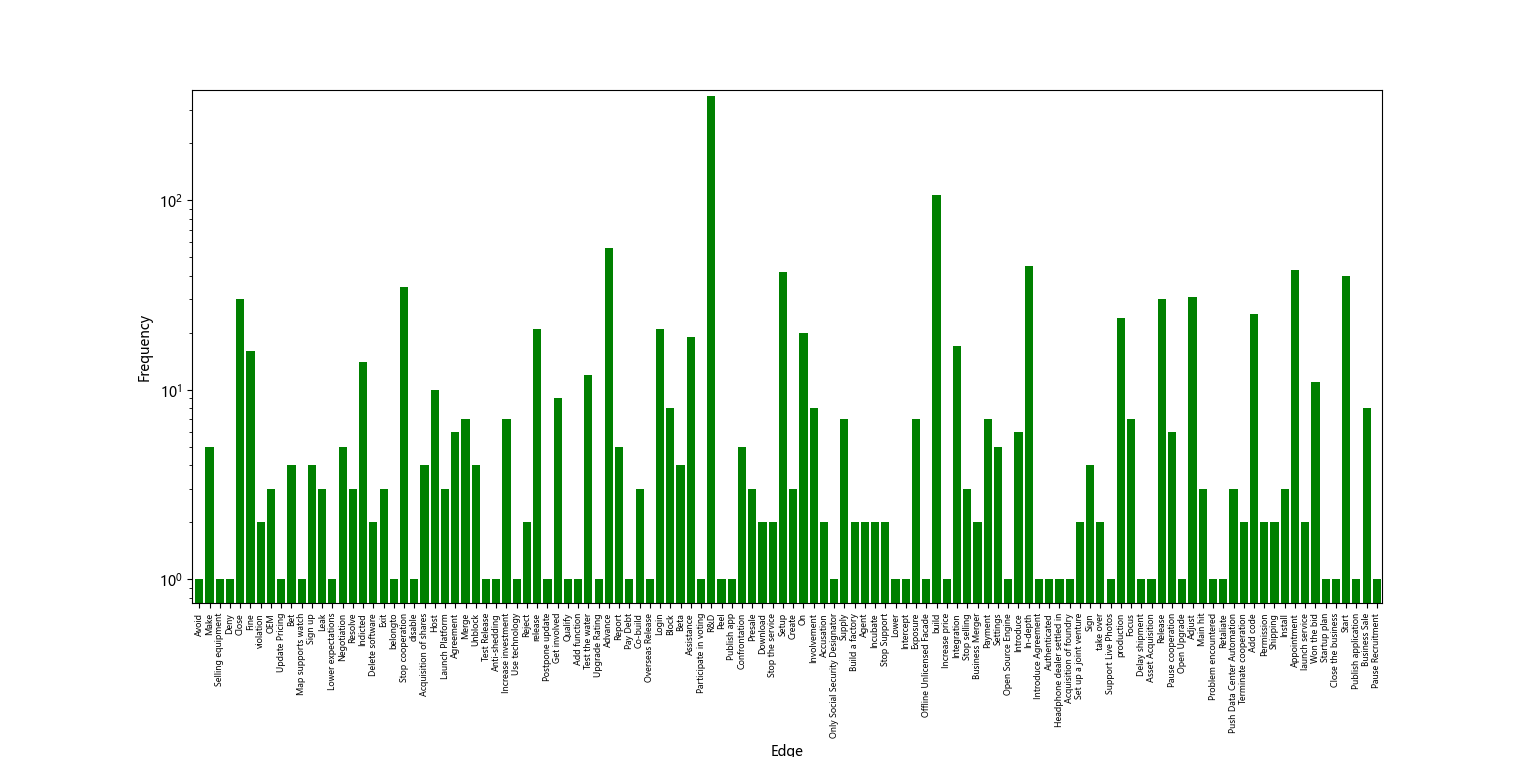 Frequency
10²
10¹
10⁰
Avoid
Make
Selling equipment
Deny
Close
Fine
violation
OEM
Update Pricing
Bet
Map supports watch
Sign up
Leak
Lower expectations
Negotiation
Resolve
Indicted
Delete software
Exit
belongto
Stop cooperation
disable
Acquisition of shares
Host
Launch Platform
Agreement
Merge
Unblock
Test Release
Anti-shedding
Increase investment
Use technology
Reject
release
Postpone update
Get involved
Qualify
Add function
Test the water
Upgrade Rating
Advance
Report
Pay Debt
Co-build
Overseas Release
Login
Block
Beta
Assistance
Participate in voting
R&D
Peel
Publish app
Confrontation
Presale
Download
Stop the service
Setup
Create
On
Involvement
Accusation
Only Social Security Designator
Supply
Build a factory
Agent
Incubate
Stop Support
Lower
Intercept
Exposure
Offline Unlicensed Facade
build
Increase price
Integration
Stop selling
Business Merger
Payment
Settings
Open Source Engine
Introduce
In-depth
Introduce Agreement
Authenticated
Headphone dealer settled in
Acquisition of foundry
Set up a joint venture
Sign
take over
Support Live Photos
production
Focus
Delay shipment
Asset Acquisition
Release
Pause cooperation
Open Upgrade
Adjust
Main hit
Problem encountered
Retaliate
Push Data Center Automation
Terminate cooperation
Add code
Permission
Shipping
Install
Appointment
launch service
Won the bid
Startup plan
Close the business
Start
Publish application
Business Sale
Pause Recruitment
Edge